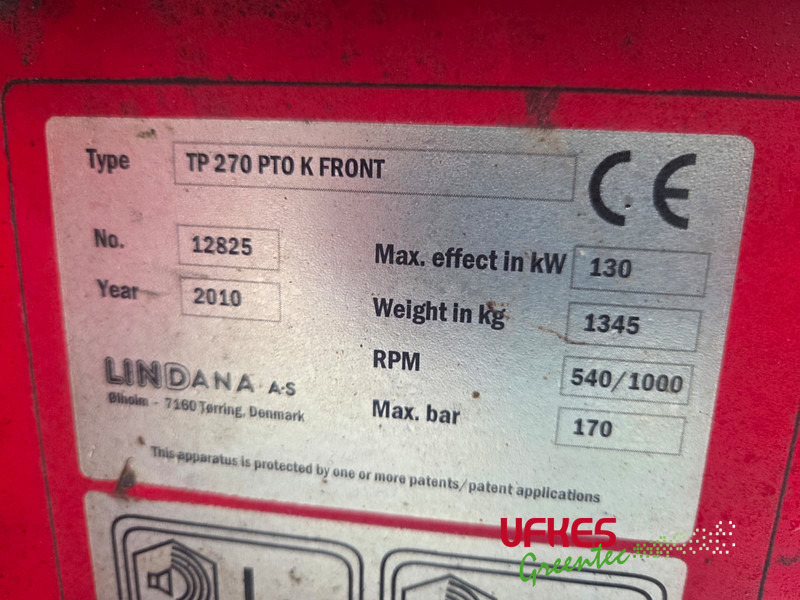 Type TP 270 PTO K FRONT
CE
No. 12825
Year 2010
Max. effect in kW 130
Weight in kg 1345
RPM 540/1000
Max. bar 170
LINDANA A·S
Ølholm - 7160 Tørring, Denmark
This apparatus is protected by one or more patents/patent applications
UFKES
Greentec